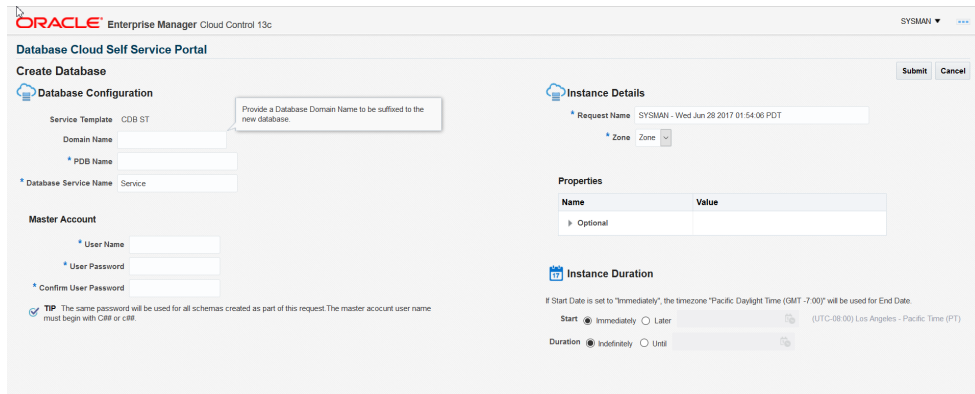 ORACLE Enterprise Manager Cloud Control 13c
SYSMAN
Database Cloud Self Service Portal
Create Database
Submit Cancel
Database Configuration
Service Template CDB ST
Provide a Database Domain Name to be suffixed to the
new database.
Domain Name
* PDB Name
* Database Service Name Service
Master Account
* User Name
* User Password
* Confirm User Password
TIP The same password will be used for all schemas created as part of this request.The master acocunt user name
must begin with C## or c##.
Instance Details
* Request Name SYSMAN - Wed Jun 28 2017 01:54:06 PDT
* Zone Zone
Properties
Name Value
Optional
17 Instance Duration
If Start Date is set to "Immediately", the timezone "Pacific Daylight Time (GMT -7:00)" will be used for End Date.
Start Immediately Later (UTC-08:00) Los Angeles - Pacific Time (PT)
Duration Indefinitely Until